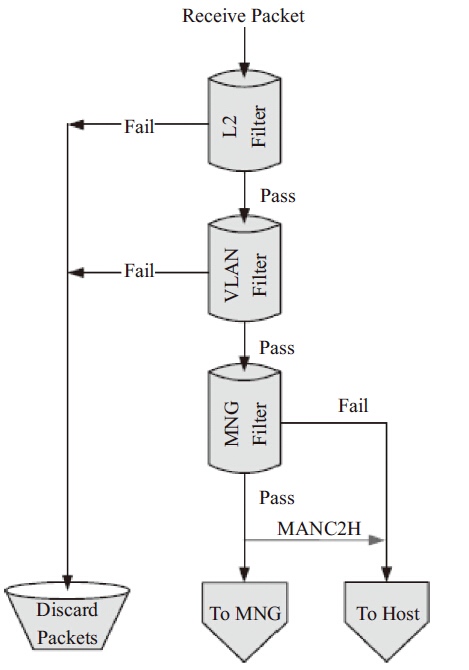 Receive Packet
L2
Filter
Fail
Pass
VLAN
Filter
Fail
Pass
MNG
Filter
Fail
Pass
MANC2H
Discard
Packets
To MNG
To Host